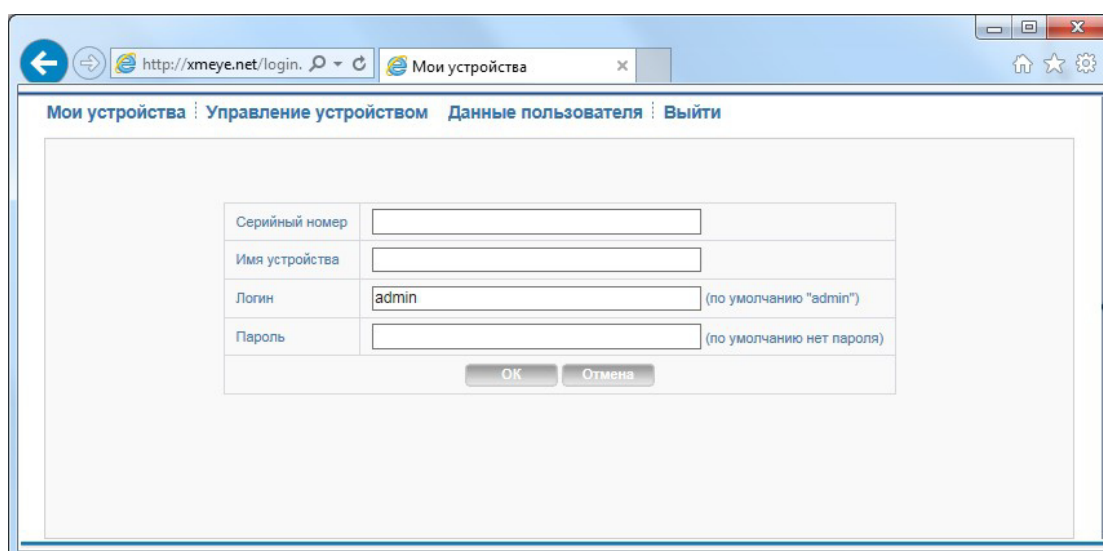 http://xmeye.net/login.
Мои устройства
Мои устройства Управление устройством Данные пользователя Выйти
Серийный номер
Имя устройства
Логин admin (по умолчанию "admin")
Пароль (по умолчанию нет пароля)
OK Отмена